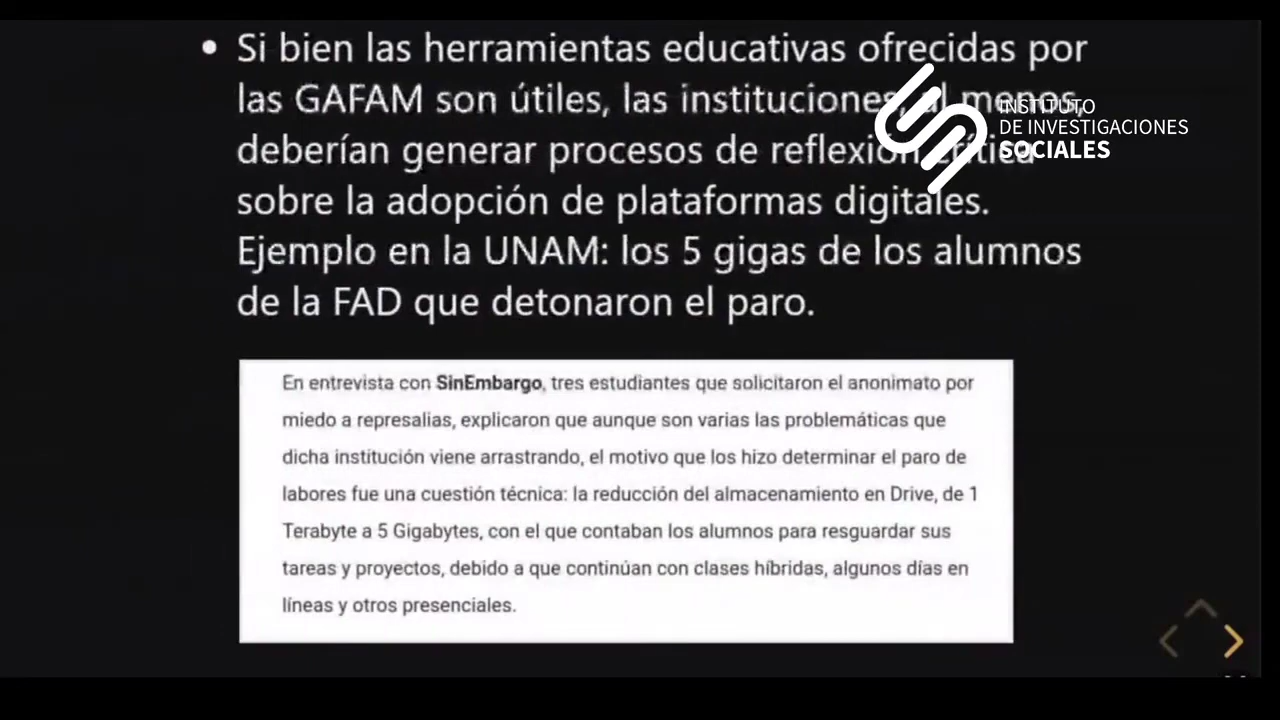 • Si bien las herramientas educativas ofrecidas por
las GAFAM son útiles, las instituciones, al menos,
deberían generar procesos de reflexión crítica
sobre la adopción de plataformas digitales.
Ejemplo en la UNAM: los 5 gigas de los alumnos
de la FAD que detonaron el paro.
INSTITUTO
DE INVESTIGACIONES
SOCIALES
En entrevista con SinEmbargo, tres estudiantes que solicitaron el anonimato por
miedo a represalias, explicaron que aunque son varias las problemáticas que
dicha institución viene arrastrando, el motivo que los hizo determinar el paro de
labores fue una cuestión técnica: la reducción del almacenamiento en Drive, de 1
Terabyte a 5 Gigabytes, con el que contaban los alumnos para resguardar sus
tareas y proyectos, debido a que continúan con clases híbridas, algunos días en
líneas y otros presenciales.